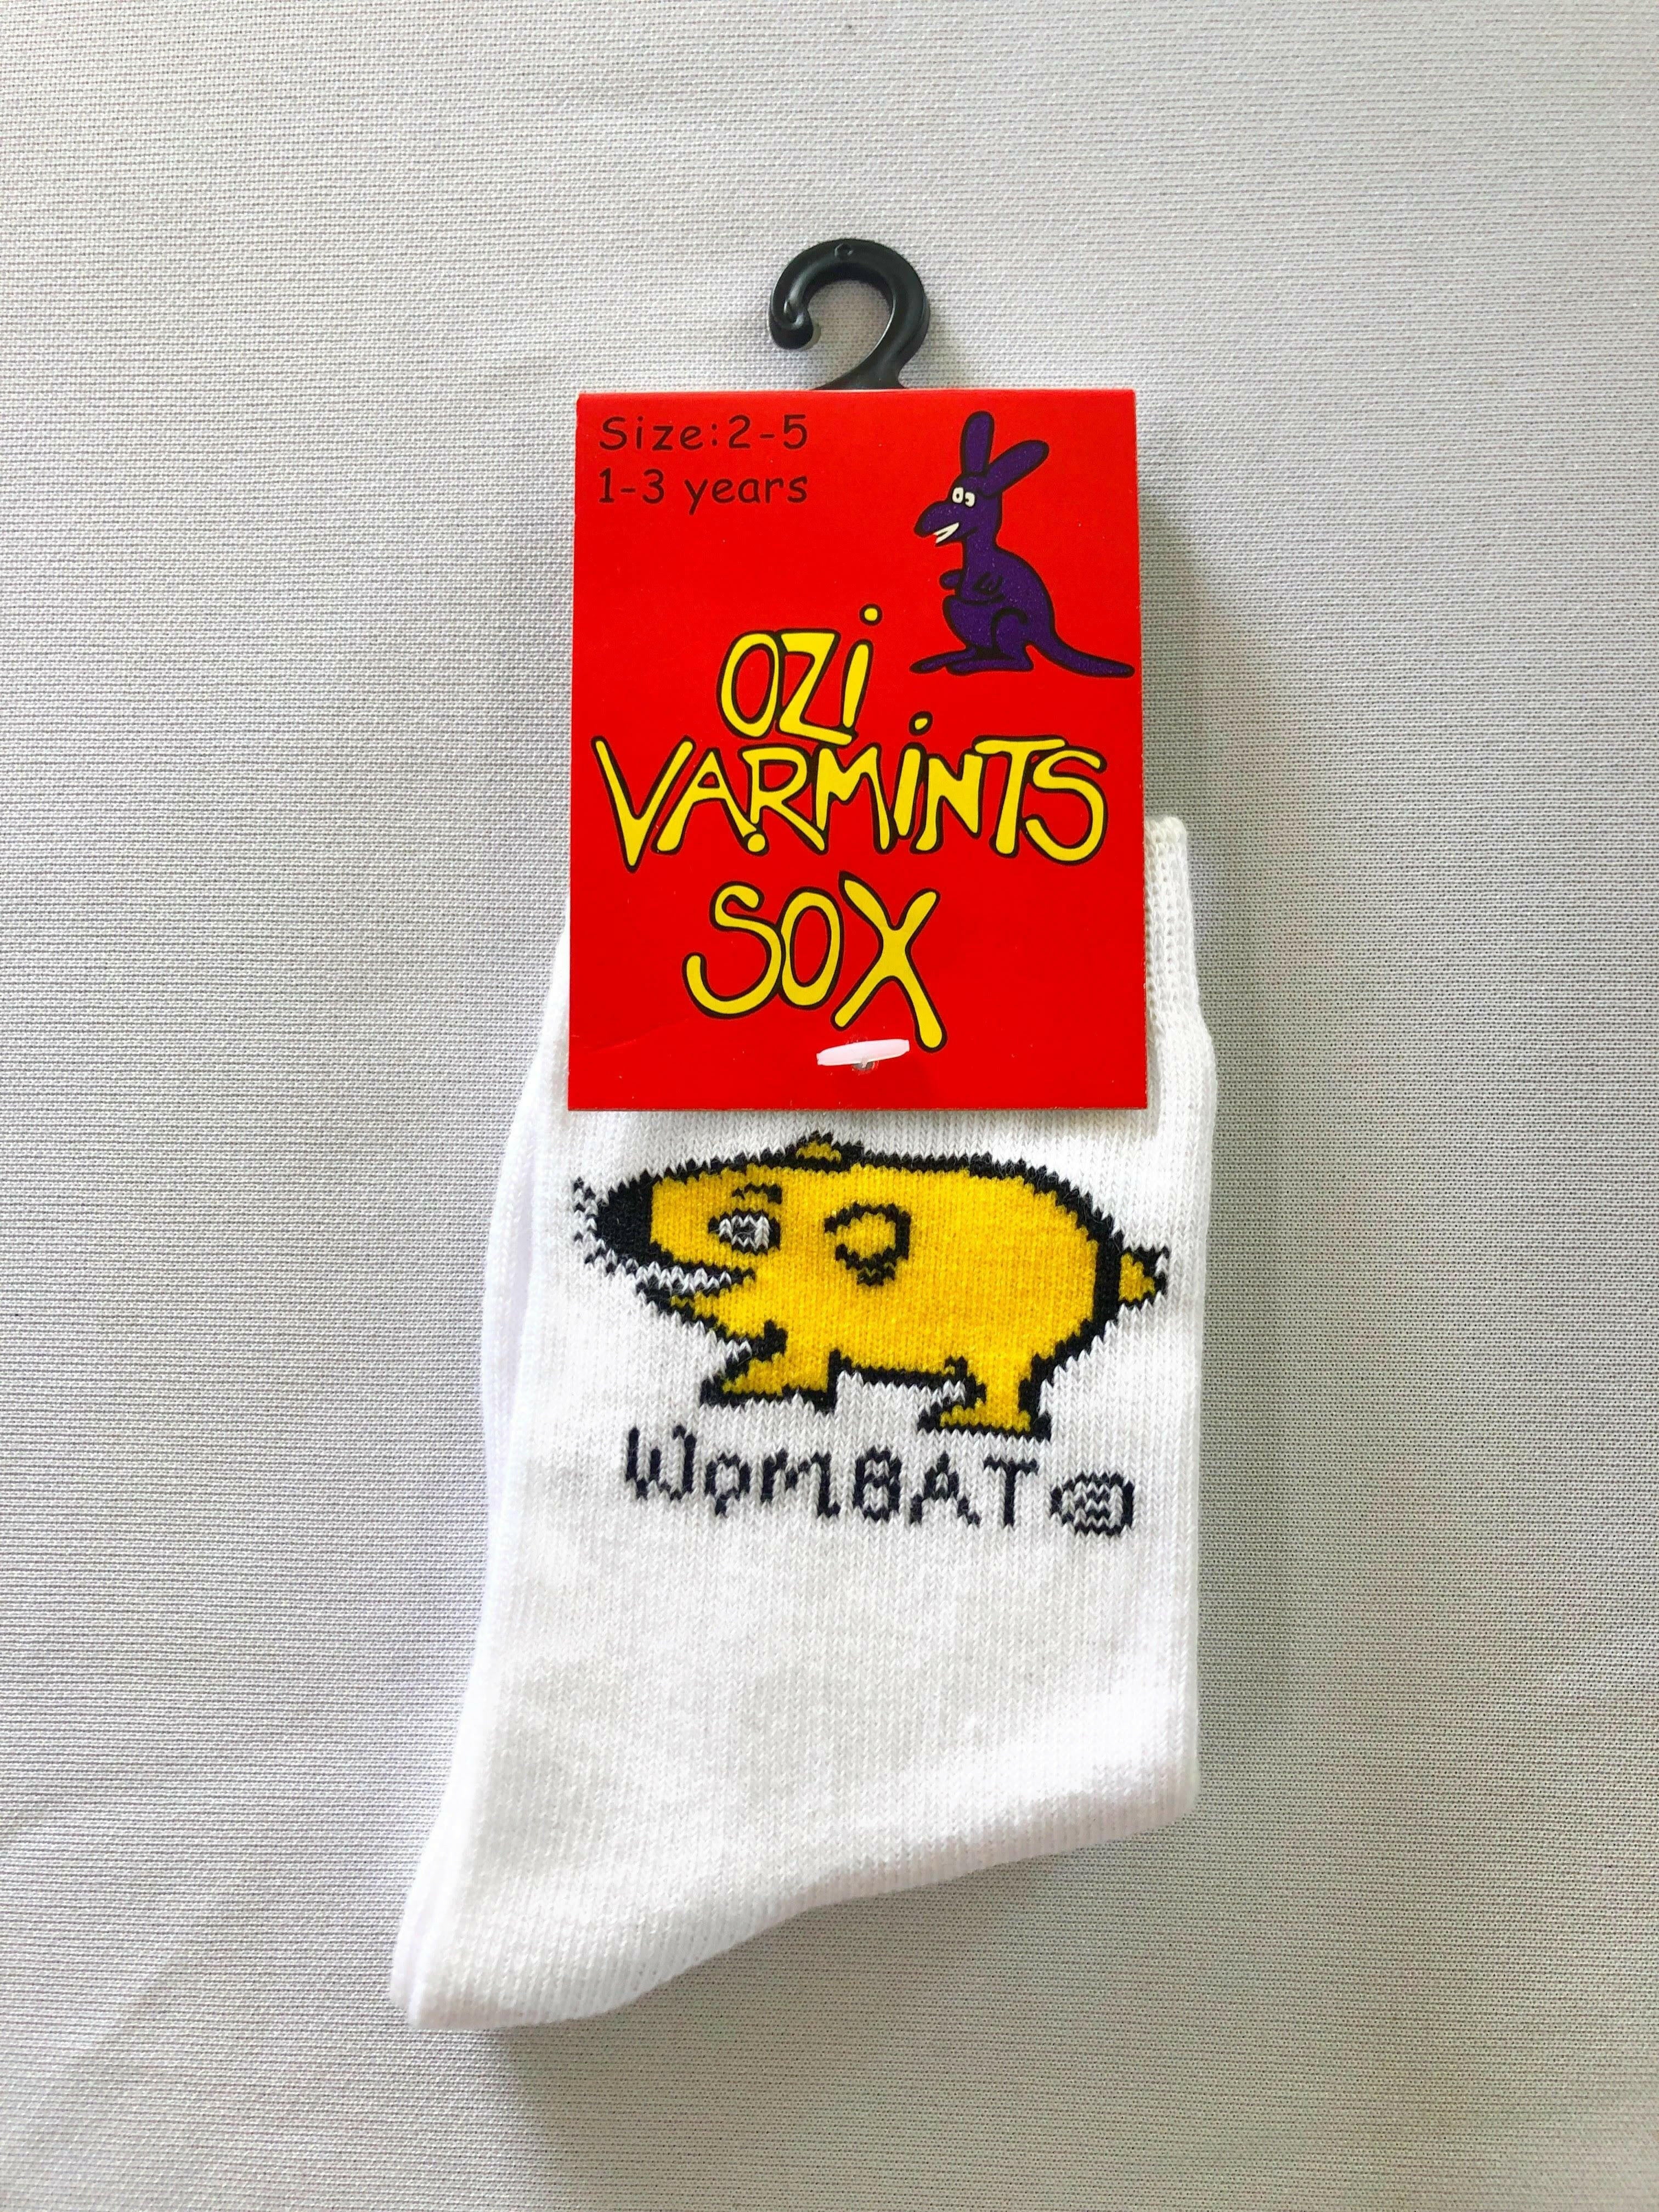 Size:2-5
1-3 years
OZi
VARMiNTS
SOX
WOMBAT ©